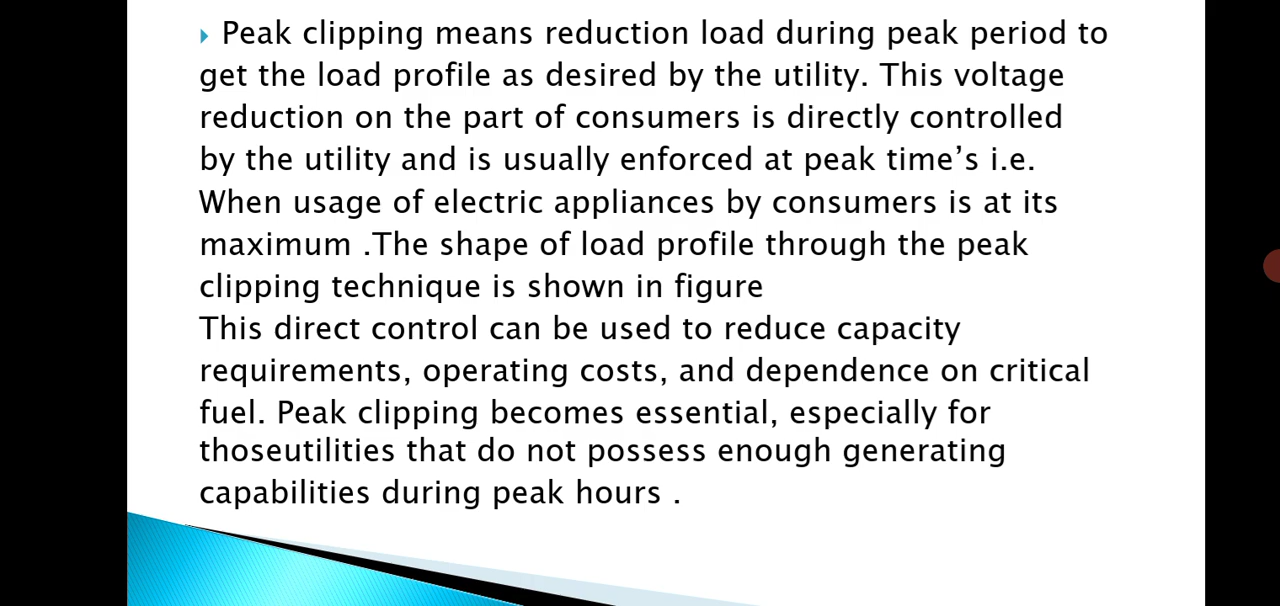 Peak clipping means reduction load during peak period to
get the load profile as desired by the utility. This voltage
reduction on the part of consumers is directly controlled
by the utility and is usually enforced at peak time’s i.e.
When usage of electric appliances by consumers is at its
maximum .The shape of load profile through the peak
clipping technique is shown in figure
This direct control can be used to reduce capacity
requirements, operating costs, and dependence on critical
fuel. Peak clipping becomes essential, especially for
thoseutilities that do not possess enough generating
capabilities during peak hours .